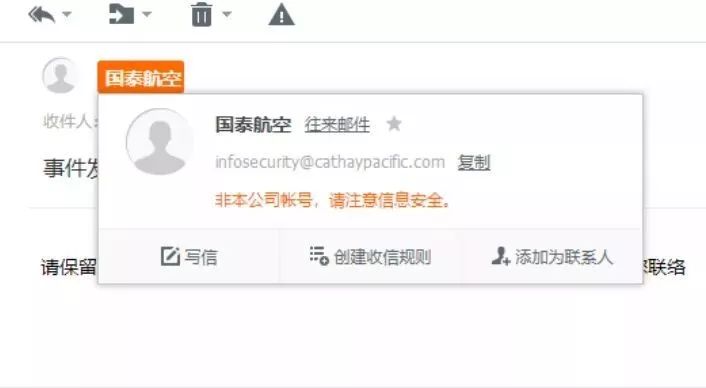 国泰航空
收件人:
国泰航空 往来邮件
infosecurity@cathaypacific.com 复制
事件发
非本公司帐号，请注意信息安全。
写信 创建收信规则 添加为联系人
请保留
联络